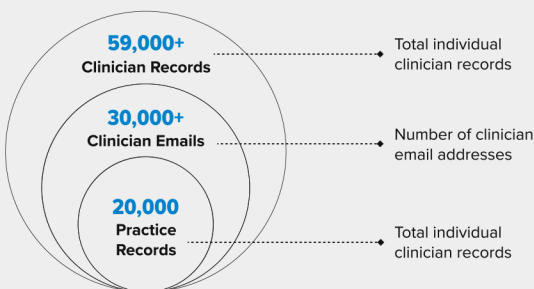 59,000+
Clinician Records
Total individual
clinician records
30,000+
Clinician Emails
Number of clinician
email addresses
20,000
Practice
Records
Total individual
clinician records